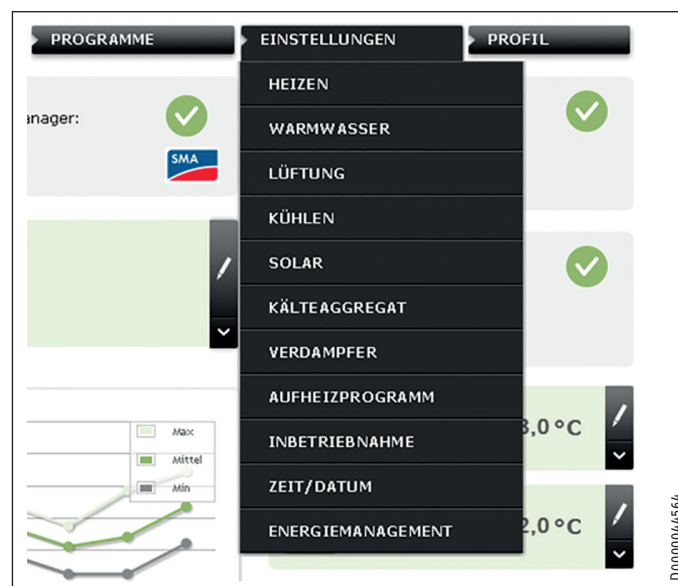 PROGRAMME
EINSTELLUNGEN
PROFIL
HEIZEN
WARMWASSER
LÜFTUNG
KÜHLEN
SOLAR
KÄLTEAGGREGAT
VERDAMPFER
AUFHEIZPROGRAMM
INBETRIEBNAHME
ZEIT/DATUM
ENERGIEMANAGEMENT
anager:
SMA
Max
Mittel
Min
3,0 °C
2,0 °C
D0000044564